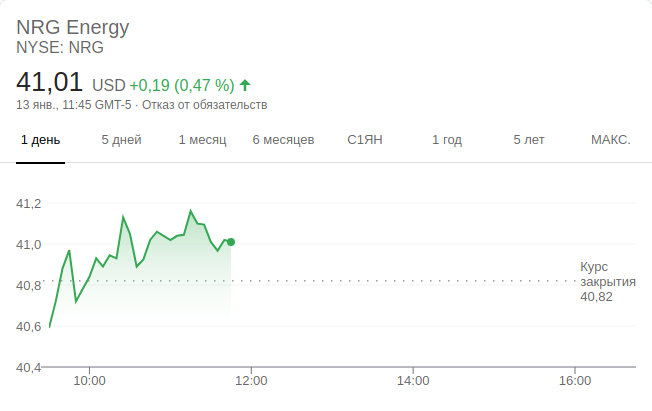 NRG Energy
NYSE: NRG
41,01 USD +0,19 (0,47 %)
13 янв., 11:45 GMT-5 · Отказ от обязательств
1 день 5 дней 1 месяц 6 месяцев С1ЯН 1 год 5 лет МАКС.
41,2
41,0
40,8
40,6
40,4
Курс
закрытия
40,82
10:00 12:00 14:00 16:00